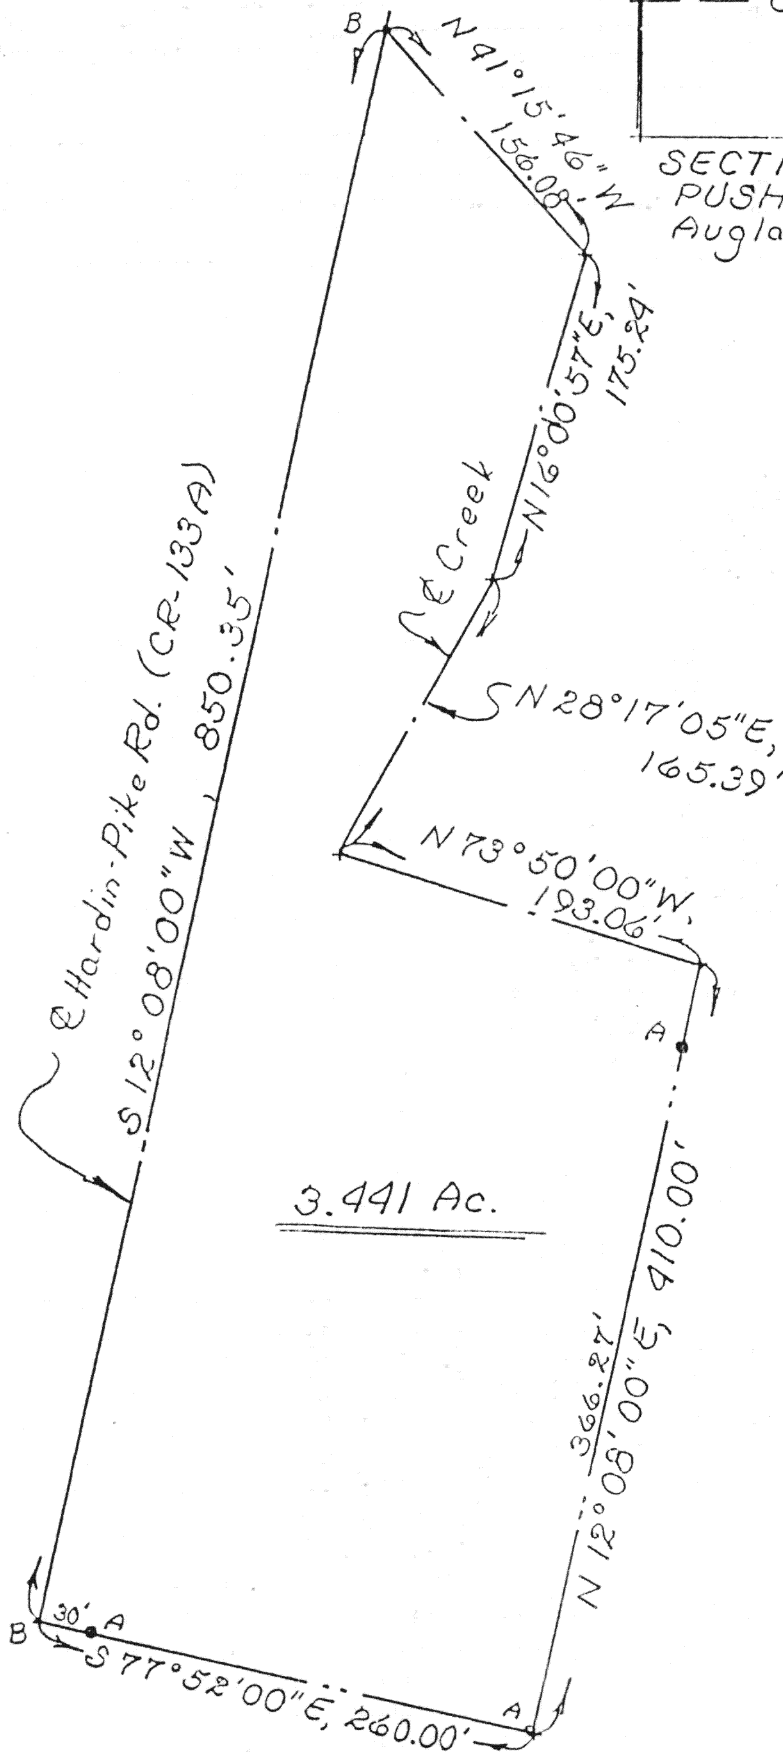 B
N 41°15'46" W
156.08'
SECTI
PUSH
Augla
N 16°00'57"E,
175.24'
℄ Creek
N 28°17'05"E,
165.39'
℄ Hardin-Pike Rd. (CR-133A)
S 12°08'00"W, 850.35'
N 73°50'00"W,
193.06'
A
3.441 Ac.
366.27'
N 12°08'00"E, 410.00'
B
30'
A
S 77°52'00"E, 260.00'
A